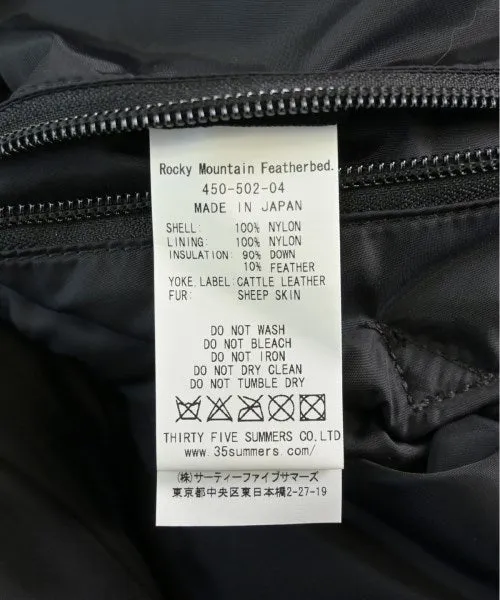 Rocky Mountain Featherbed.
450-502-04
MADE IN JAPAN
SHELL: 100% NYLON
LINING: 100% NYLON
INSULATION: 90% DOWN
10% FEATHER
YOKE. LABEL: CATTLE LEATHER
FUR: SHEEP SKIN
DO NOT WASH
DO NOT BLEACH
DO NOT IRON
DO NOT DRY CLEAN
DO NOT TUMBLE DRY
THIRTY FIVE SUMMERS CO.LTD
www.35summers.com/
(株)サーティーファイブサマーズ
東京都中央区東日本橋2-27-19